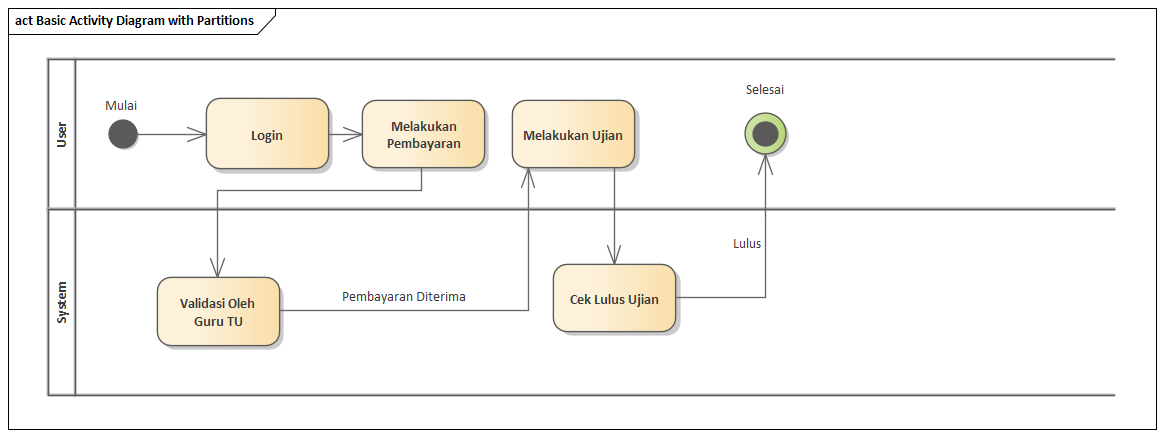 act Basic Activity Diagram with Partitions
User
Mulai
Login
Melakukan
Pembayaran
Melakukan Ujian
Selesai
System
Validasi Oleh
Guru TU
Pembayaran Diterima
Cek Lulus Ujian
Lulus